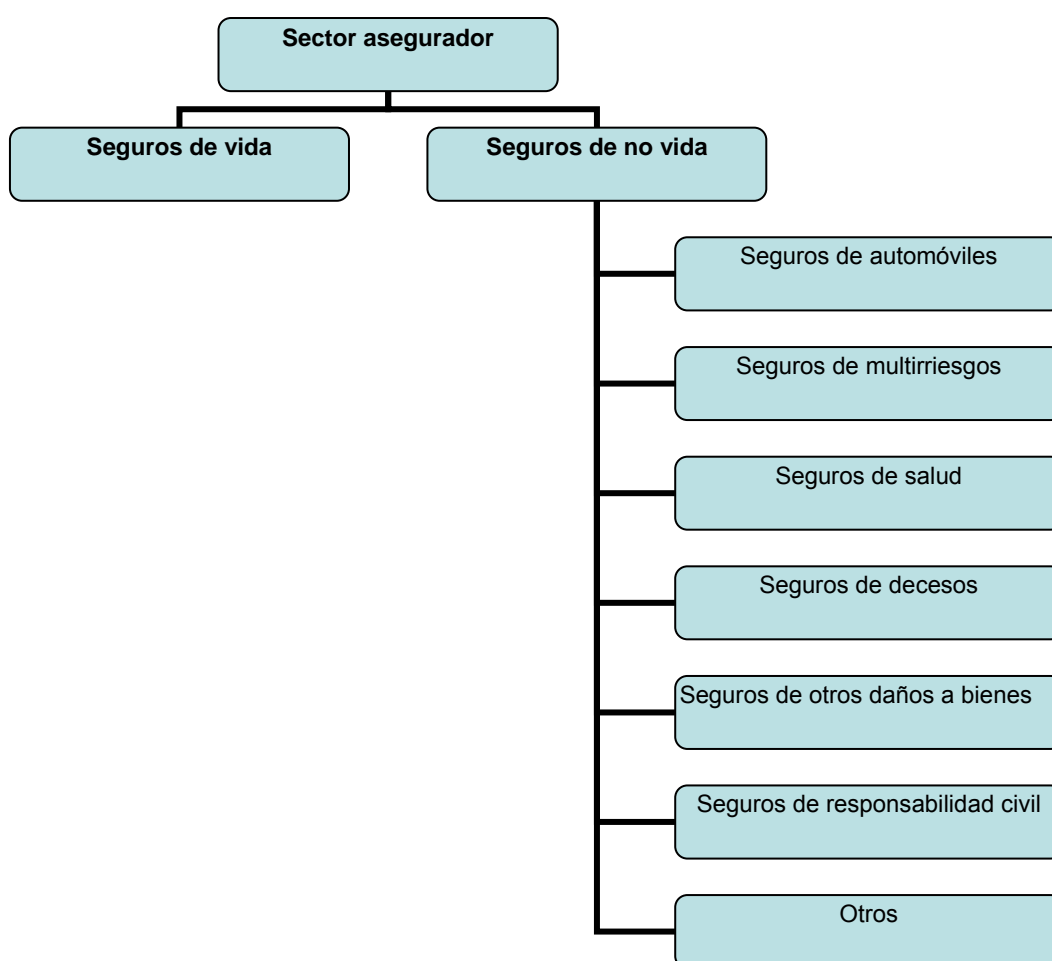 Sector asegurador
Seguros de vida
Seguros de no vida
Seguros de automóviles
Seguros de multirriesgos
Seguros de salud
Seguros de decesos
Seguros de otros daños a bienes
Seguros de responsabilidad civil
Otros